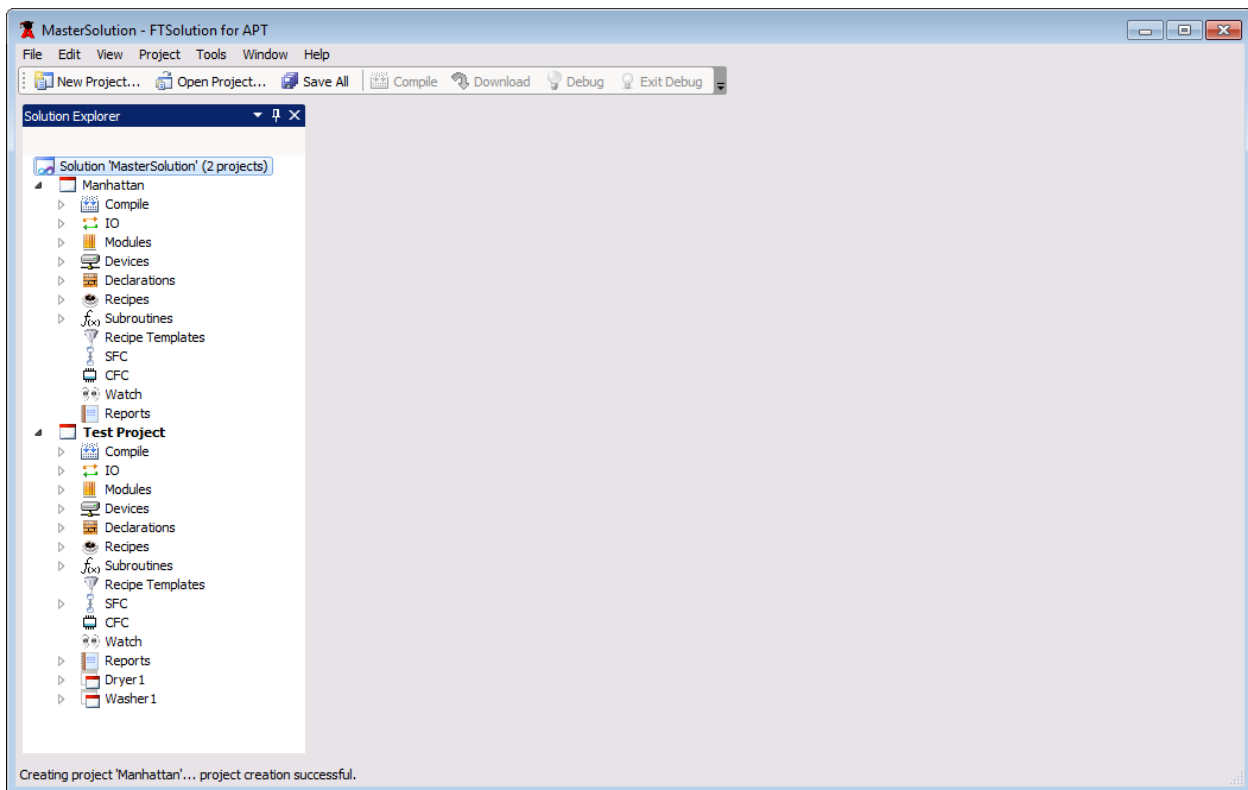 MasterSolution - FTSolution for APT
File Edit View Project Tools Window Help
New Project... Open Project... Save All Compile Download Debug Exit Debug
Solution Explorer
Solution 'MasterSolution' (2 projects)
Manhattan
Compile
IO
Modules
Devices
Declarations
Recipes
f(x) Subroutines
Recipe Templates
SFC
CFC
Watch
Reports
Test Project
Compile
IO
Modules
Devices
Declarations
Recipes
f(x) Subroutines
Recipe Templates
SFC
CFC
Watch
Reports
Dryer1
Washer1
Creating project 'Manhattan'... project creation successful.